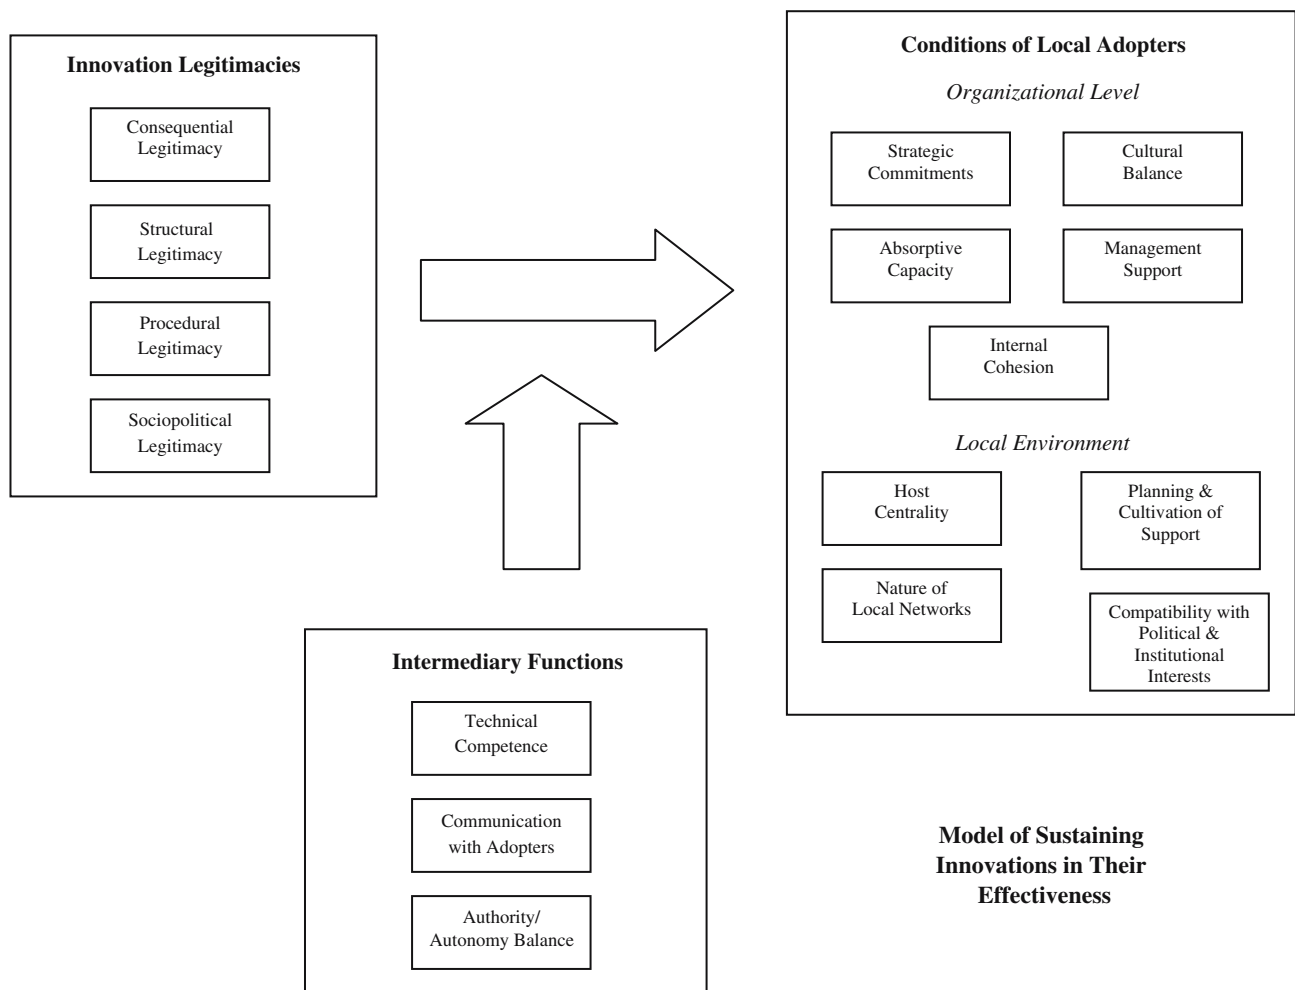 Innovation Legitimacies
Consequential
Legitimacy
Structural
Legitimacy
Procedural
Legitimacy
Sociopolitical
Legitimacy
Conditions of Local Adopters
Organizational Level
Strategic
Commitments
Cultural
Balance
Absorptive
Capacity
Management
Support
Internal
Cohesion
Local Environment
Host
Centrality
Planning &
Cultivation of
Support
Nature of
Local Networks
Compatibility with
Political &
Institutional
Interests
Intermediary Functions
Technical
Competence
Communication
with Adopters
Authority/
Autonomy Balance
Model of Sustaining
Innovations in Their
Effectiveness